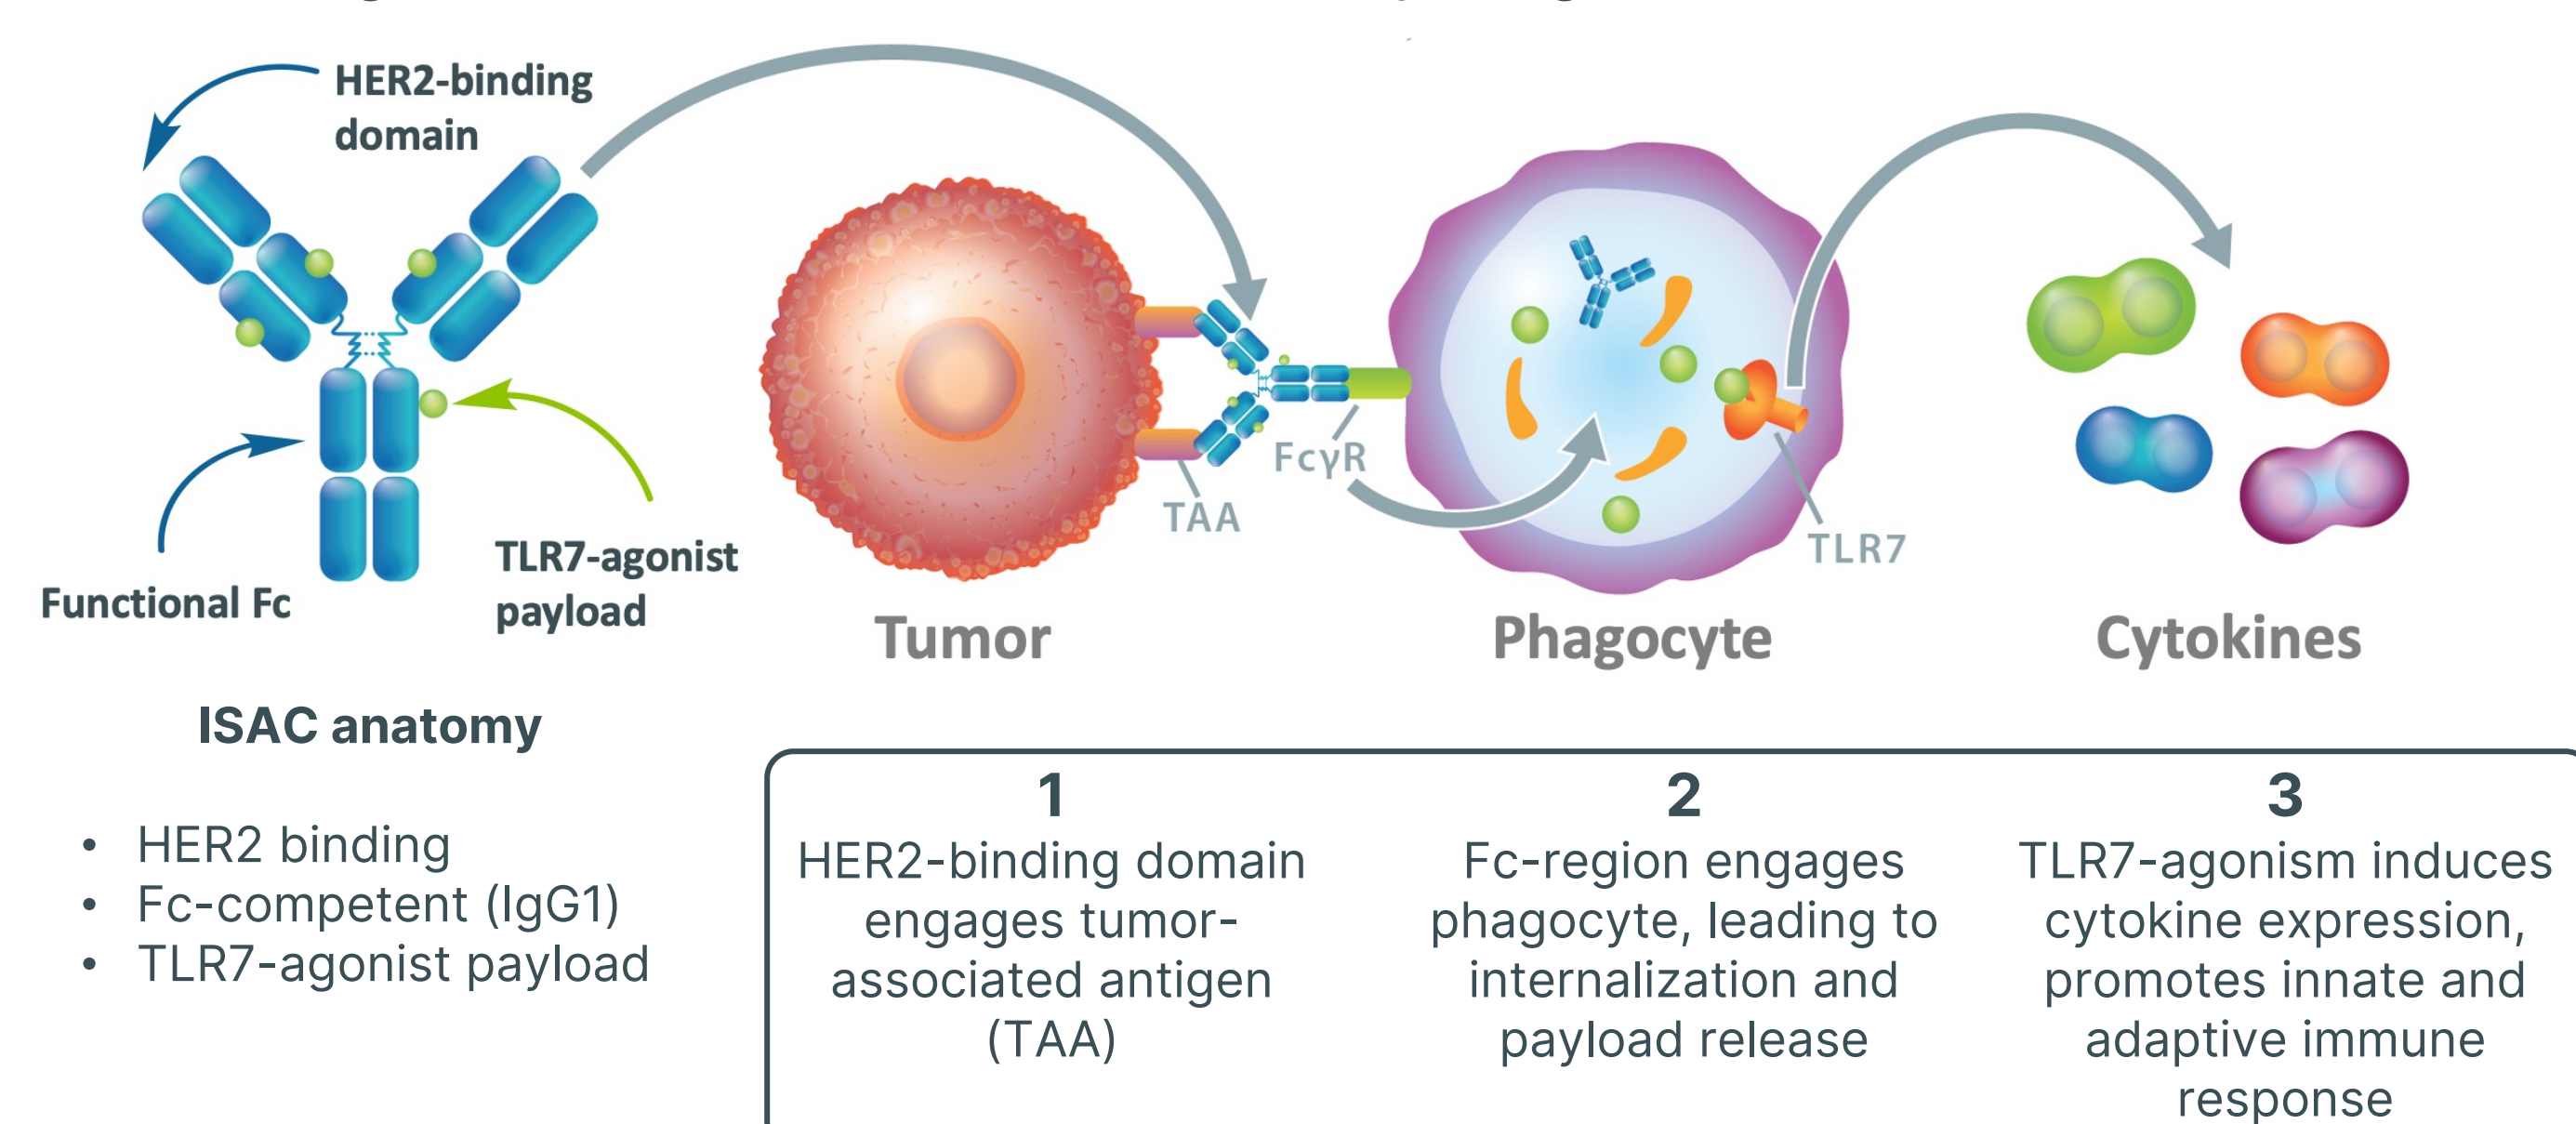 HER2-binding
domain
Functional Fc
TLR7-agonist
payload
TAA
FcγR
TLR7
Tumor
Phagocyte
Cytokines
ISAC anatomy
• HER2 binding
• Fc-competent (IgG1)
• TLR7-agonist payload
1
HER2-binding domain
engages tumor-
associated antigen
(TAA)
2
Fc-region engages
phagocyte, leading to
internalization and
payload release
3
TLR7-agonism induces
cytokine expression,
promotes innate and
adaptive immune
response